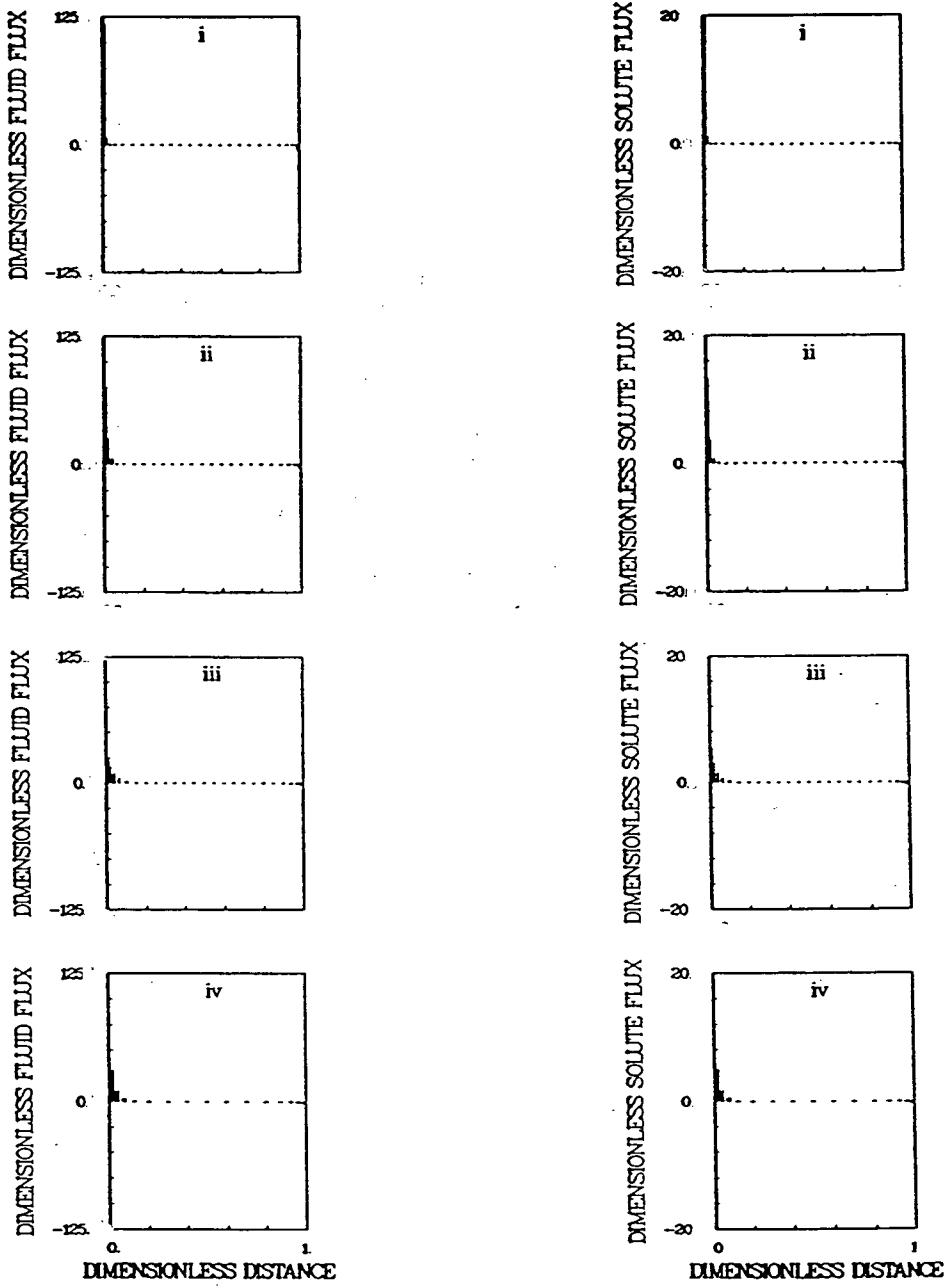 DIMENSIONLESS FLUID FLUX
125.
0.
-125.
i
DIMENSIONLESS SOLUTE FLUX
20
0.
-20.
i
DIMENSIONLESS FLUID FLUX
125.
0.
-125.
ii
DIMENSIONLESS SOLUTE FLUX
20.
0.
-20.
ii
DIMENSIONLESS FLUID FLUX
125.
0.
-125.
iii
DIMENSIONLESS SOLUTE FLUX
20.
0.
-20
iii
DIMENSIONLESS FLUID FLUX
125
0.
-125.
iv
0.
1.
DIMENSIONLESS DISTANCE
DIMENSIONLESS SOLUTE FLUX
20.
0.
-20
iv
0.
1
DIMENSIONLESS DISTANCE